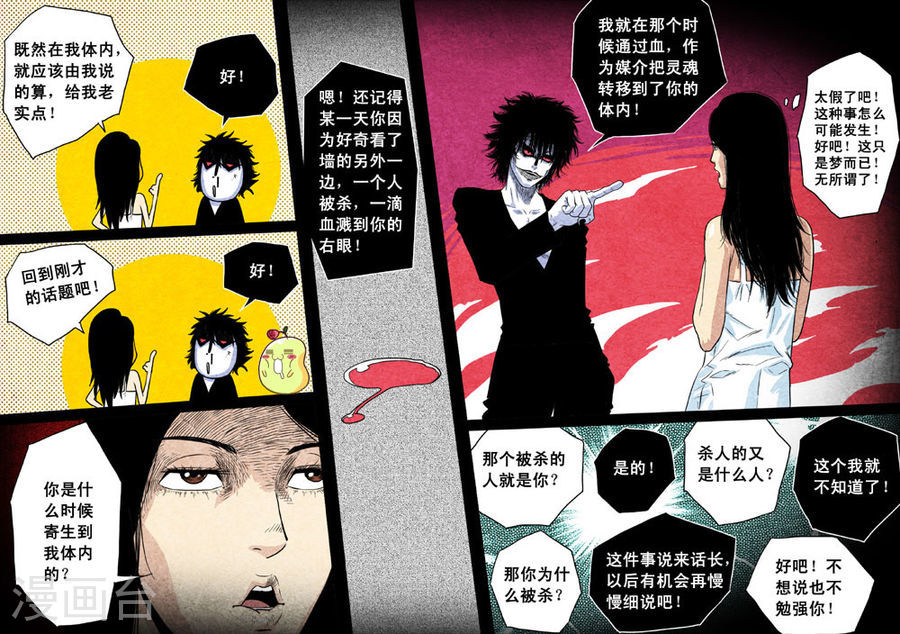 既然在我体内，
就应该由我说
的算，给我老
实点！
好！
回到刚才
的话题吧！
好！
你是什
么时候
寄生到
我体内
的？
嗯！还记得
某一天你因
为好奇看了
墙的另外一
边，一个人
被杀，一滴
血溅到你的
右眼！
我就在那个时
候通过血，作
为媒介把灵魂
转移到了你的
体内！
太假了吧！
这种事怎么
可能发生！
好吧！这只
是梦而已！
无所谓了！
那个被杀的
人就是你？
是的！
杀人的又
是什么人？
这个我就
不知道了！
那你为什
么被杀？
这件事说来话长，
以后有机会再慢
慢细说吧！
好吧！不
想说也不
勉强你！
漫画台